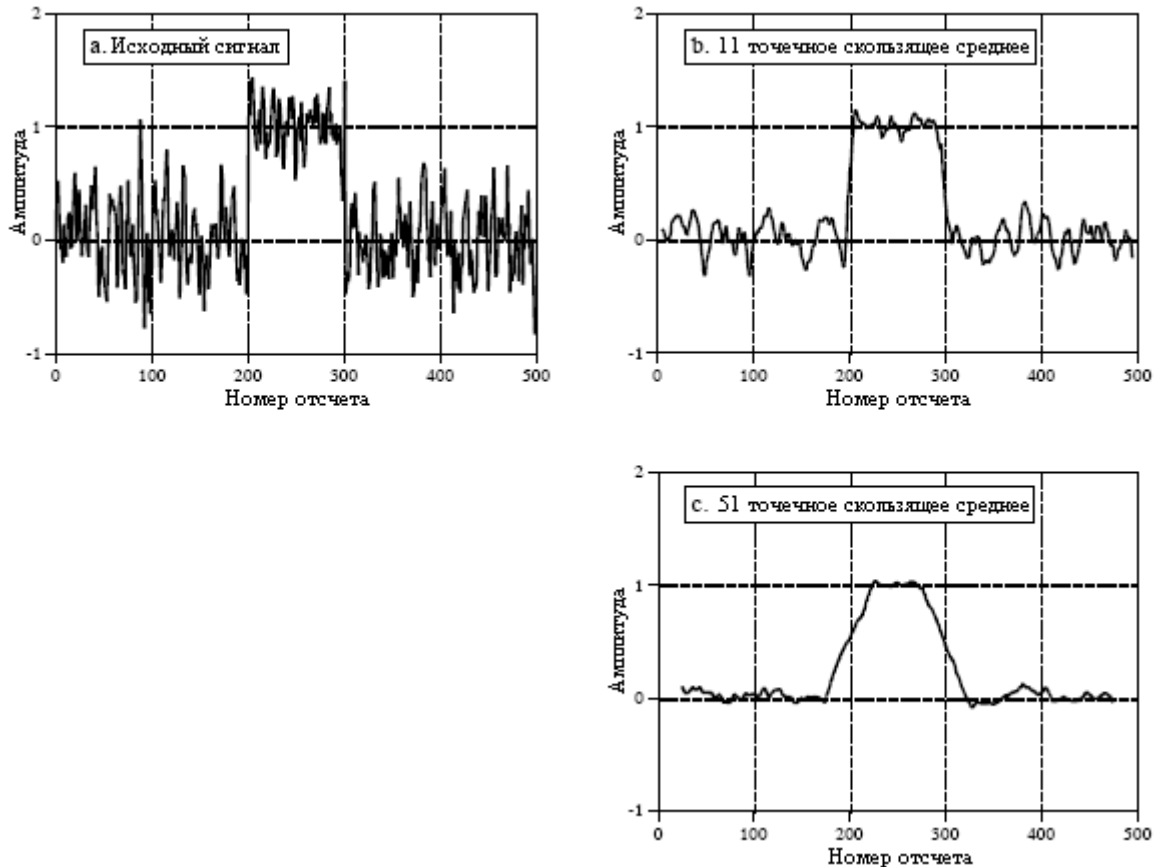 2
a. Исходный сигнал
1
0
-1
Амплитуда
0 100 200 300 400 500
Номер отсчета
2
b. 11 точечное скользящее среднее
1
0
-1
Амплитуда
0 100 200 300 400 500
Номер отсчета
2
c. 51 точечное скользящее среднее
1
0
-1
Амплитуда
0 100 200 300 400 500
Номер отсчета